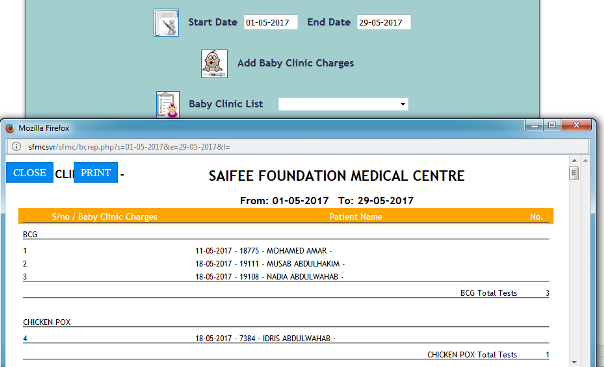 Start Date 01-05-2017 End Date 29-05-2017
Add Baby Clinic Charges
Baby Clinic List
Mozilla Firefox
sfmcsvr/sfmc/bcrep.php?s=01-05-2017&e=29-05-2017&l=
CLOSE CLI PRINT - SAIFEE FOUNDATION MEDICAL CENTRE
From: 01-05-2017 To: 29-05-2017
S/no / Baby Clinic Charges Patient Name No.
BCG
1 11-05-2017 - 18775 - MOHAMED AMAR -
2 18-05-2017 - 19111 - MUSAB ABDULHAKIM -
3 18-05-2017 - 19108 - NADIA ABDULWAHAB -
BCG Total Tests 3
CHICKEN POX
4 18-05-2017 - 7384 - IDRIS ABDULWAHAB -
CHICKEN POX Total Tests 1